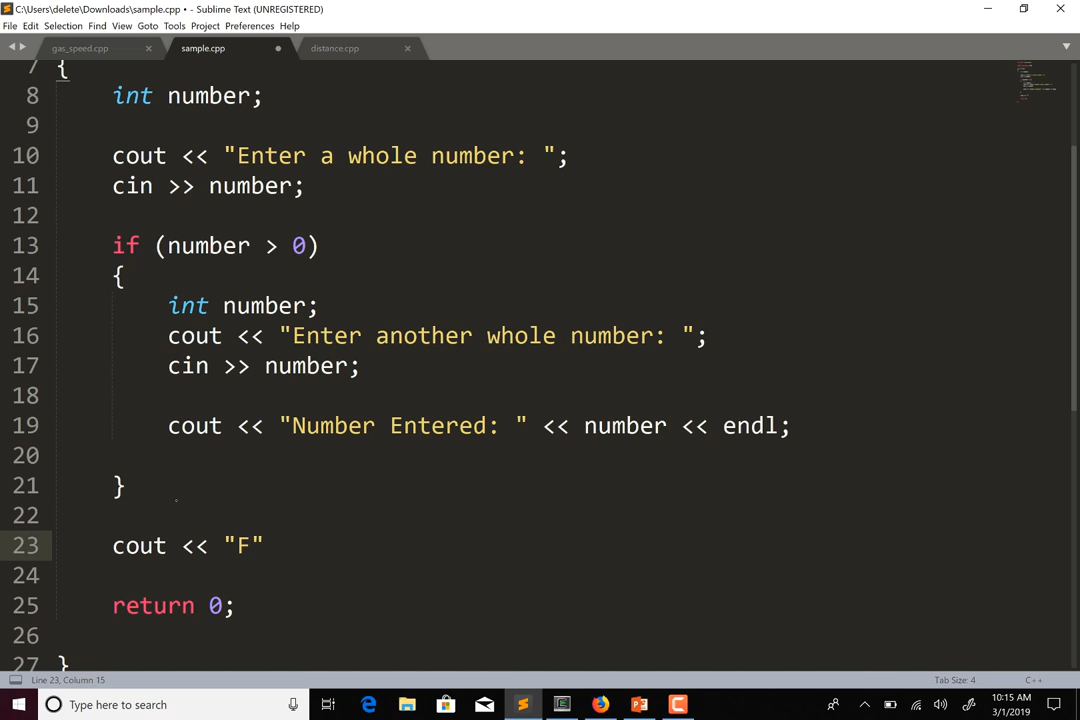 C:\Users\delete\Downloads\sample.cpp • - Sublime Text (UNREGISTERED)
File Edit Selection Find View Goto Tools Project Preferences Help
gas_speed.cpp sample.cpp distance.cpp
7 {
8 int number;
9
10 cout << "Enter a whole number: ";
11 cin >> number;
12
13 if (number > 0)
14 {
15 int number;
16 cout << "Enter another whole number: ";
17 cin >> number;
18
19 cout << "Number Entered: " << number << endl;
20
21 }
22
23 cout << "F"
24
25 return 0;
26
27 }
Line 23, Column 15 Tab Size: 4 C++
Type here to search 10:15 AM
3/1/2019